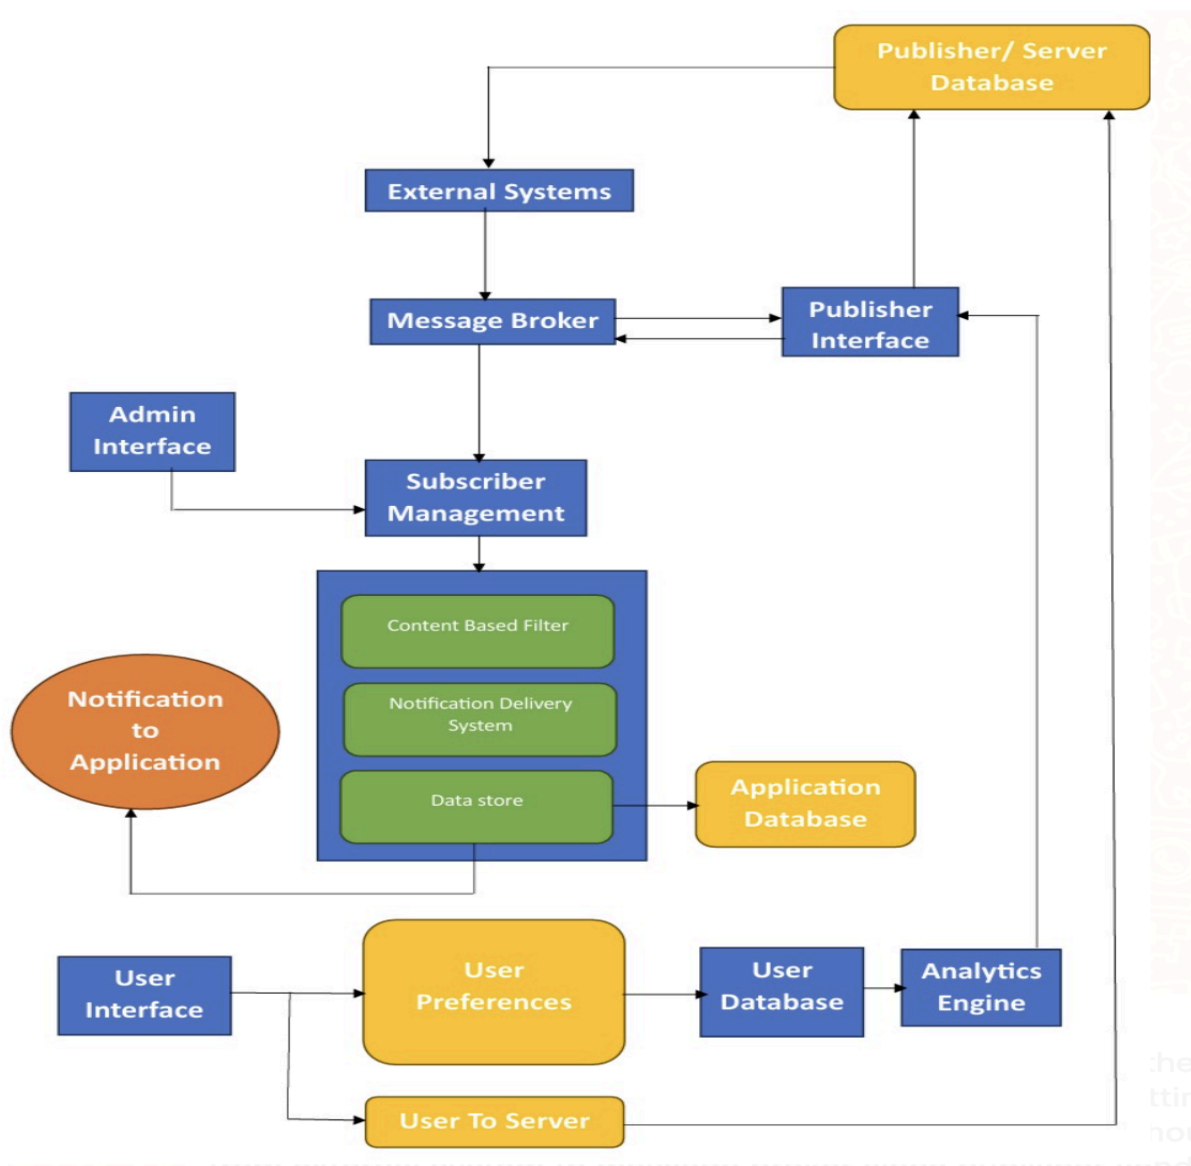 Publisher/ Server
Database
External Systems
Message Broker
Publisher
Interface
Admin
Interface
Subscriber
Management
Content Based Filter
Notification
to
Application
Notification Delivery
System
Data store
Application
Database
User
Interface
User
Preferences
User
Database
Analytics
Engine
User To Server